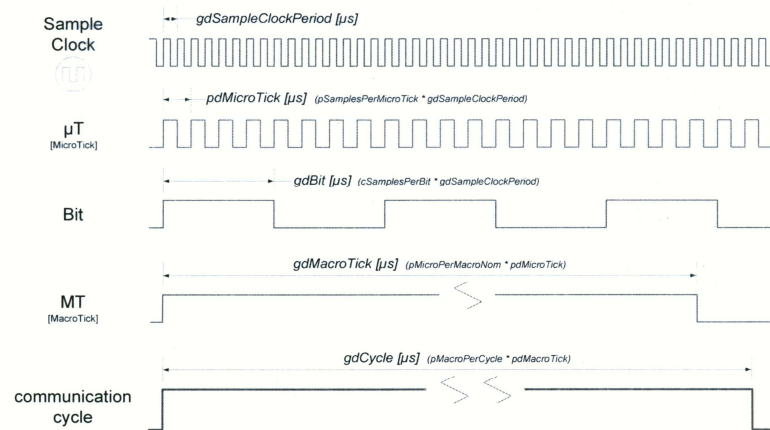 gdSampleClockPeriod [µs]
Sample
Clock
pdMicroTick [µs] (pSamplesPerMicroTick * gdSampleClockPeriod)
µT
[MicroTick]
gdBit [µs] (cSamplesPerBit * gdSampleClockPeriod)
Bit
gdMacroTick [µs] (pMicroPerMacroNom * pdMicroTick)
MT
[MacroTick]
gdCycle [µs] (pMacroPerCycle * pdMacroTick)
communication
cycle